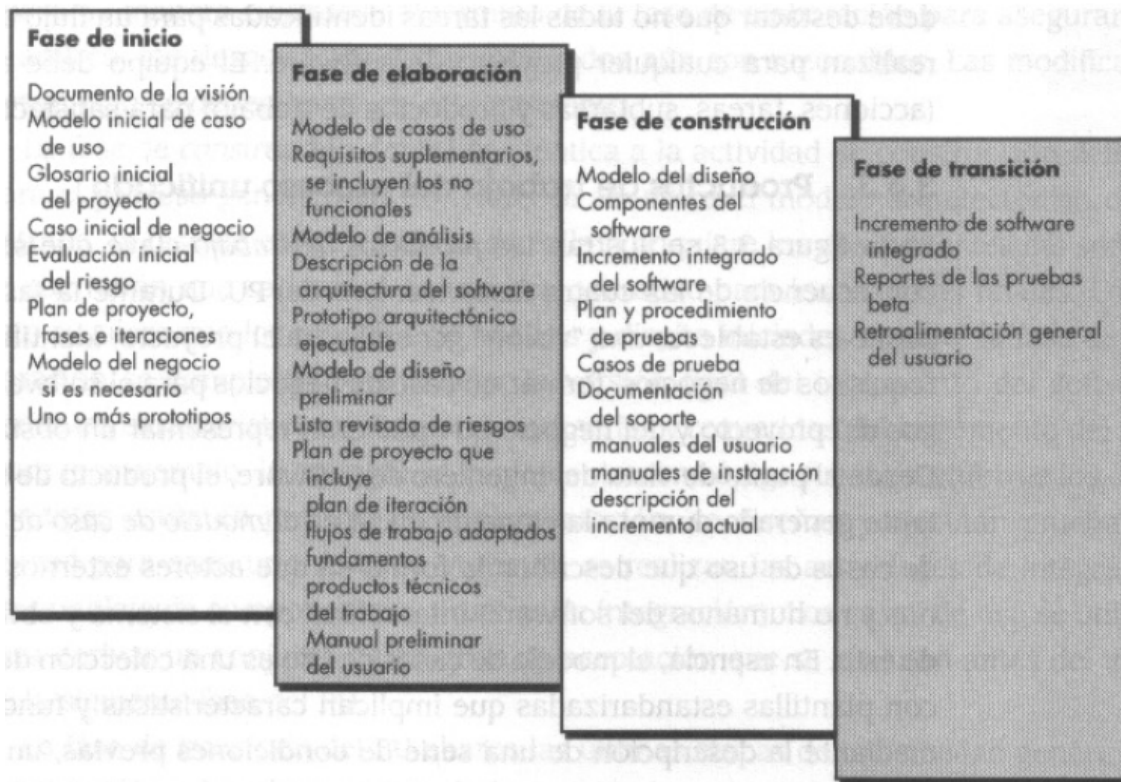 Fase de inicio
Documento de la visión
Modelo inicial de caso
de uso
Glosario inicial
del proyecto
Caso inicial de negocio
Evaluación inicial
del riesgo
Plan de proyecto,
fases e iteraciones
Modelo del negocio
si es necesario
Uno o más prototipos
Fase de elaboración
Modelo de casos de uso
Requisitos suplementarios,
se incluyen los no
funcionales
Modelo de análisis
Descripción de la
arquitectura del software
Prototipo arquitectónico
ejecutable
Modelo de diseño
preliminar
Lista revisada de riesgos
Plan de proyecto que
incluye
plan de iteración
flujos de trabajo adaptados
fundamentos
productos técnicos
del trabajo
Manual preliminar
del usuario
Fase de construcción
Modelo del diseño
Componentes del
software
Incremento integrado
del software
Plan y procedimiento
de pruebas
Casos de prueba
Documentación
del soporte
manuales del usuario
manuales de instalación
descripción del
incremento actual
Fase de transición
Incremento de software
integrado
Reportes de las pruebas
beta
Retroalimentación general
del usuario